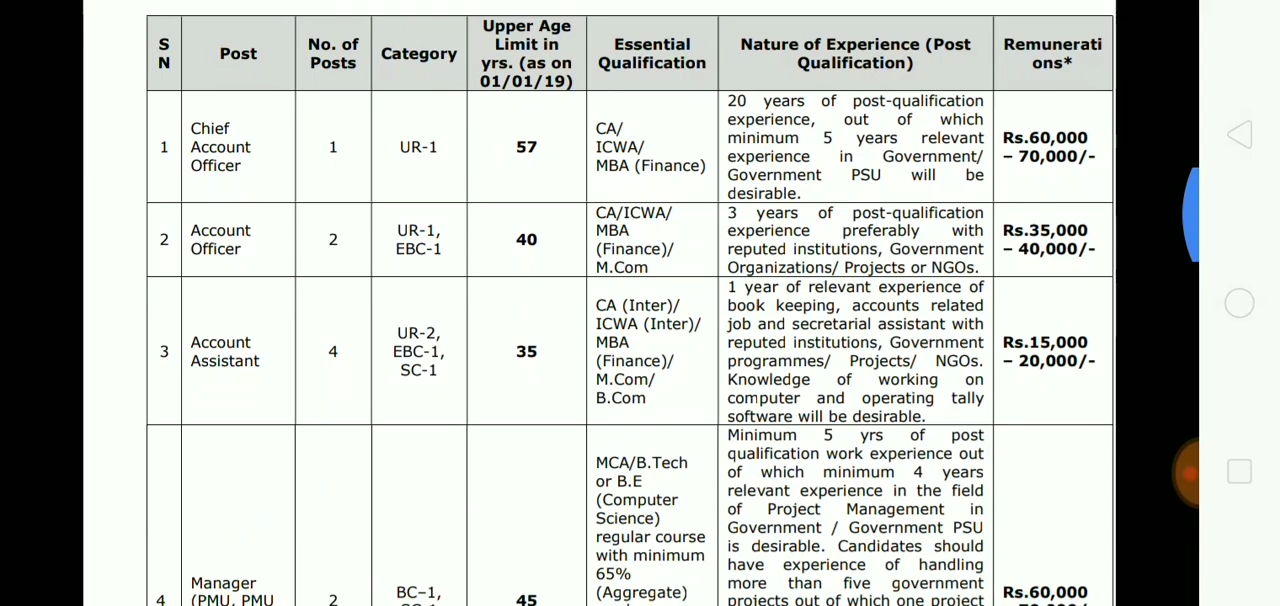 S
N
Post
No. of
Posts
Category
Upper Age
Limit in
yrs. (as on
01/01/19)
Essential
Qualification
Nature of Experience (Post
Qualification)
Remunerati
ons*
1
Chief
Account
Officer
1
UR-1
57
CA/
ICWA/
MBA (Finance)
20 years of post-qualification
experience, out of which
minimum 5 years relevant
experience in Government/
Government PSU will be
desirable.
Rs.60,000
– 70,000/-
2
Account
Officer
2
UR-1,
EBC-1
40
CA/ICWA/
MBA
(Finance)/
M.Com
3 years of post-qualification
experience preferably with
reputed institutions, Government
Organizations/ Projects or NGOs.
Rs.35,000
– 40,000/-
3
Account
Assistant
4
UR-2,
EBC-1,
SC-1
35
CA (Inter)/
ICWA (Inter)/
MBA
(Finance)/
M.Com/
B.Com
1 year of relevant experience of
book keeping, accounts related
job and secretarial assistant with
reputed institutions, Government
programmes/ Projects/ NGOs.
Knowledge of working on
computer and operating tally
software will be desirable.
Rs.15,000
– 20,000/-
4
Manager
(PMU, PMU
2
BC–1,
45
MCA/B.Tech
or B.E
(Computer
Science)
regular course
with minimum
65%
(Aggregate)
Minimum 5 yrs of post
qualification work experience out
of which minimum 4 years
relevant experience in the field
of Project Management in
Government / Government PSU
is desirable. Candidates should
have experience of handling
more than five government
projects out of which one project
Rs.60,000